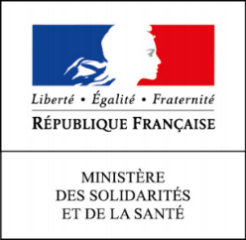 Liberté • Égalité • Fraternité
RÉPUBLIQUE FRANÇAISE
MINISTÈRE
DES SOLIDARITÉS
ET DE LA SANTÉ